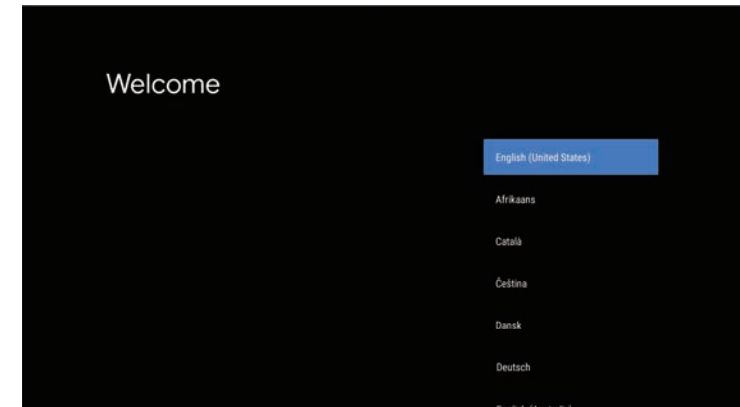 Welcome
English (United States)
Afrikaans
Català
Čeština
Dansk
Deutsch